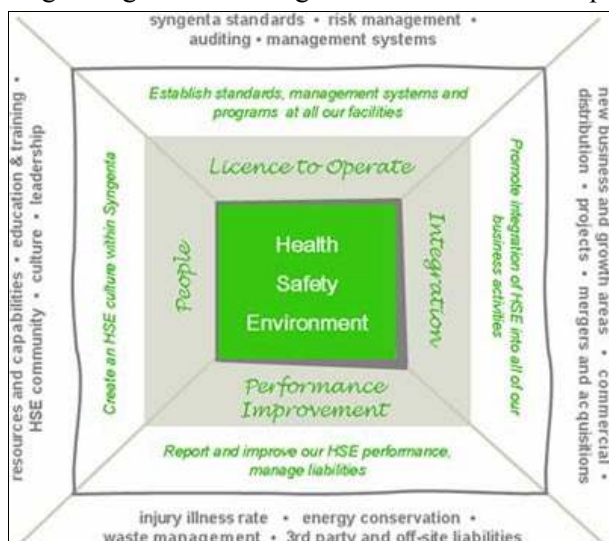 syngenta standards • risk management •
auditing • management systems
Establish standards, management systems and
programs at all our facilities
Licence to Operate
resources and capabilities • education & training •
HSE community • culture • leadership
Create an HSE culture within Syngenta
People
Health
Safety
Environment
Integration
Promote integration of HSE into all of our
business activities
new business and growth areas • commercial •
distribution • projects • mergers and acquisitions
Performance
Improvement
Report and improve our HSE performance,
manage liabilities
injury illness rate • energy conservation •
waste management • 3rd party and off-site liabilities